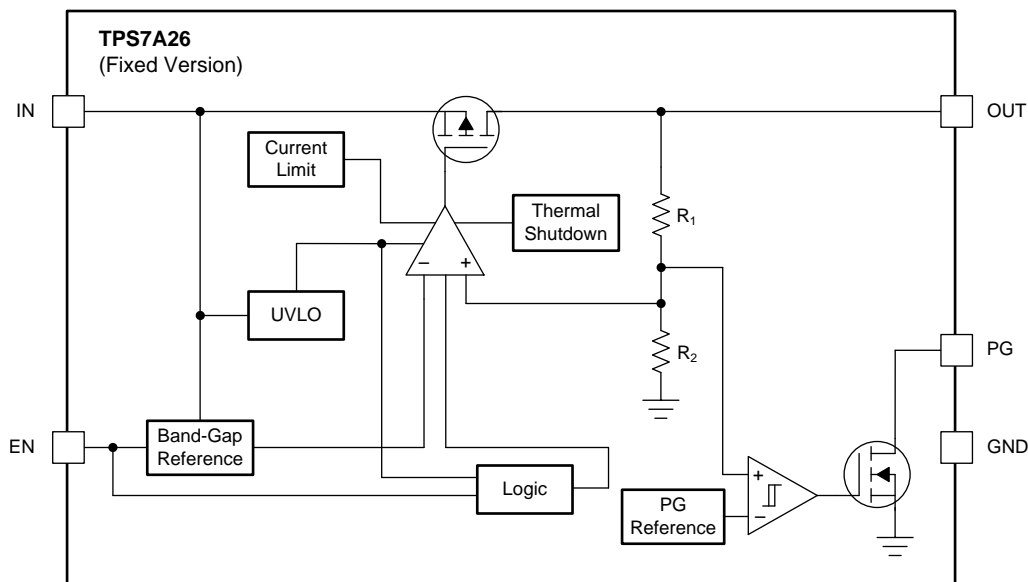 TPS7A26
(Fixed Version)
IN
OUT
Current
Limit
Thermal
Shutdown
R1
− +
UVLO
R2
PG
EN
Band-Gap
Reference
GND
Logic
+
PG
Reference
−